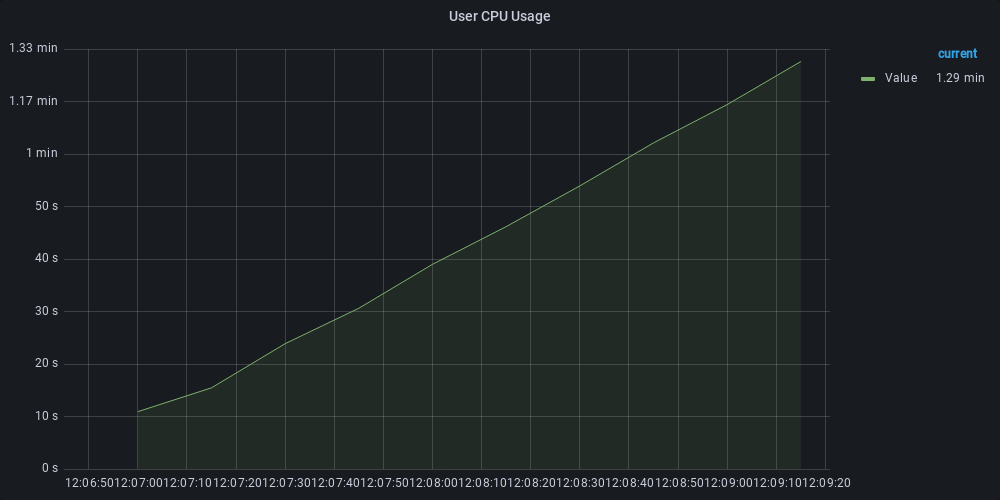 User CPU Usage
1.33 min
1.17 min
1 min
50 s
40 s
30 s
20 s
10 s
0 s
12:06:50 12:07:00 12:07:10 12:07:20 12:07:30 12:07:40 12:07:50 12:08:00 12:08:10 12:08:20 12:08:30 12:08:40 12:08:50 12:09:00 12:09:10 12:09:20
current
Value 1.29 min